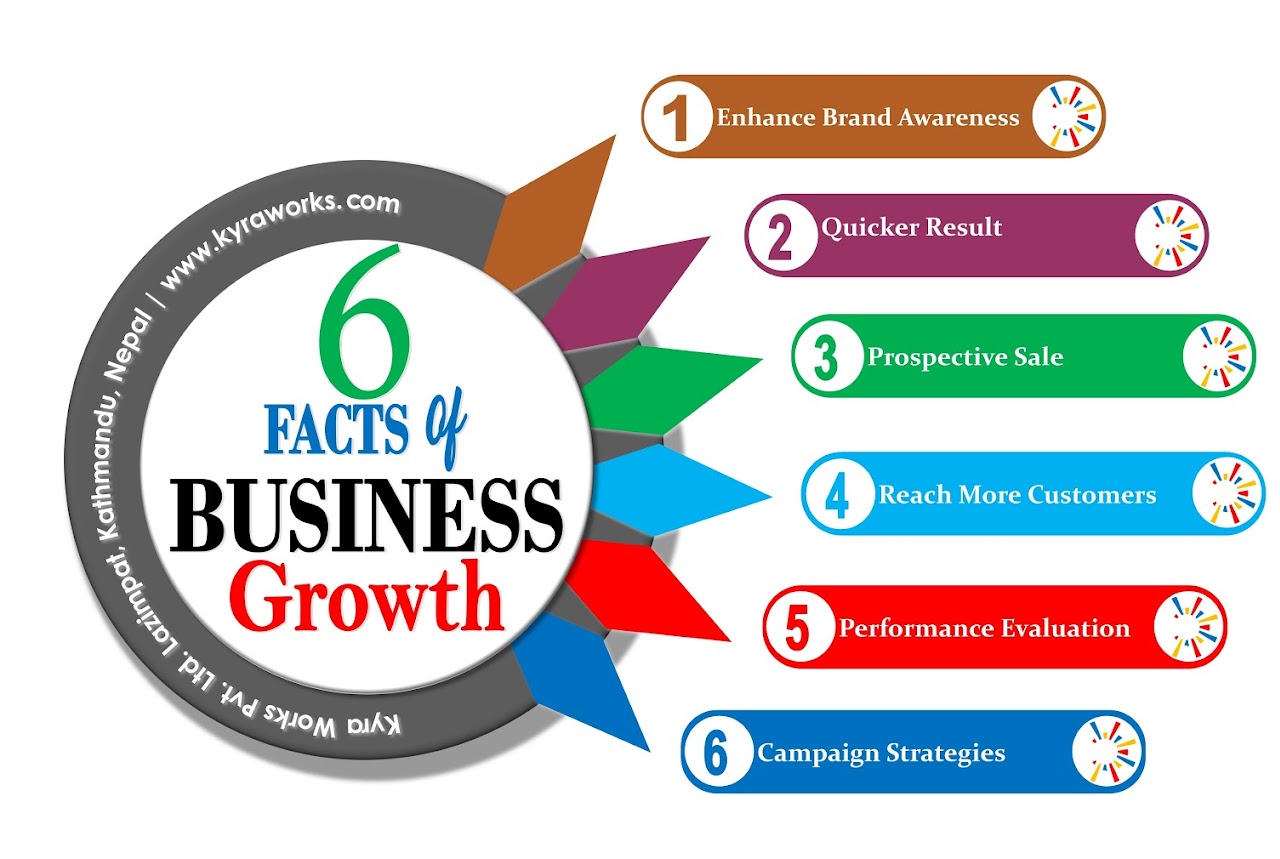 Kyra Works Pvt. Ltd. Lazimpat, Kathmandu, Nepal | www.kyraworks. com
6
FACTS of
BUSINESS
Growth
1 Enhance Brand Awareness
2 Quicker Result
3 Prospective Sale
4 Reach More Customers
5 Performance Evaluation
6 Campaign Strategies